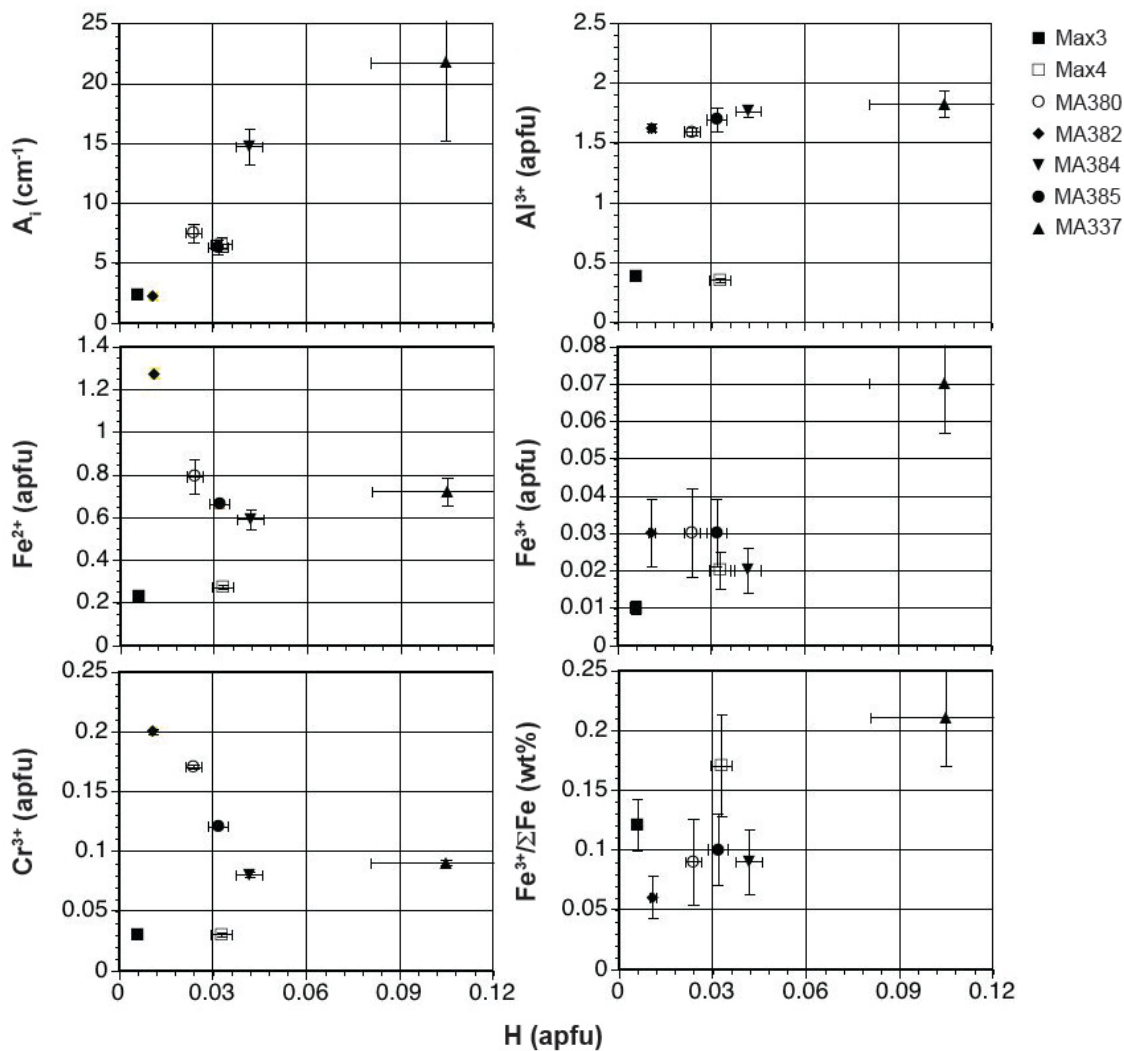 25
20
15
10
5
0
Aᵢ (cm⁻¹)
2.5
2
1.5
1
0.5
0
Al³⁺ (apfu)
Max3
Max4
MA380
MA382
MA384
MA385
MA337
1.4
1.2
1
0.8
0.6
0.4
0.2
0
Fe²⁺ (apfu)
0.08
0.07
0.06
0.05
0.04
0.03
0.02
0.01
0
Fe³⁺ (apfu)
0.25
0.2
0.15
0.1
0.05
0
Cr³⁺ (apfu)
0 0.03 0.06 0.09 0.12
0.25
0.2
0.15
0.1
0.05
0
Fe³⁺/ΣFe (wt%)
0 0.03 0.06 0.09 0.12
H (apfu)